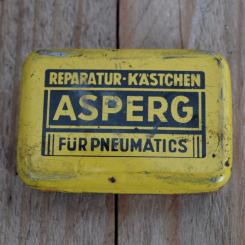 REPARATUR-KÄSTCHEN
ASPERG
FÜR PNEUMATICS